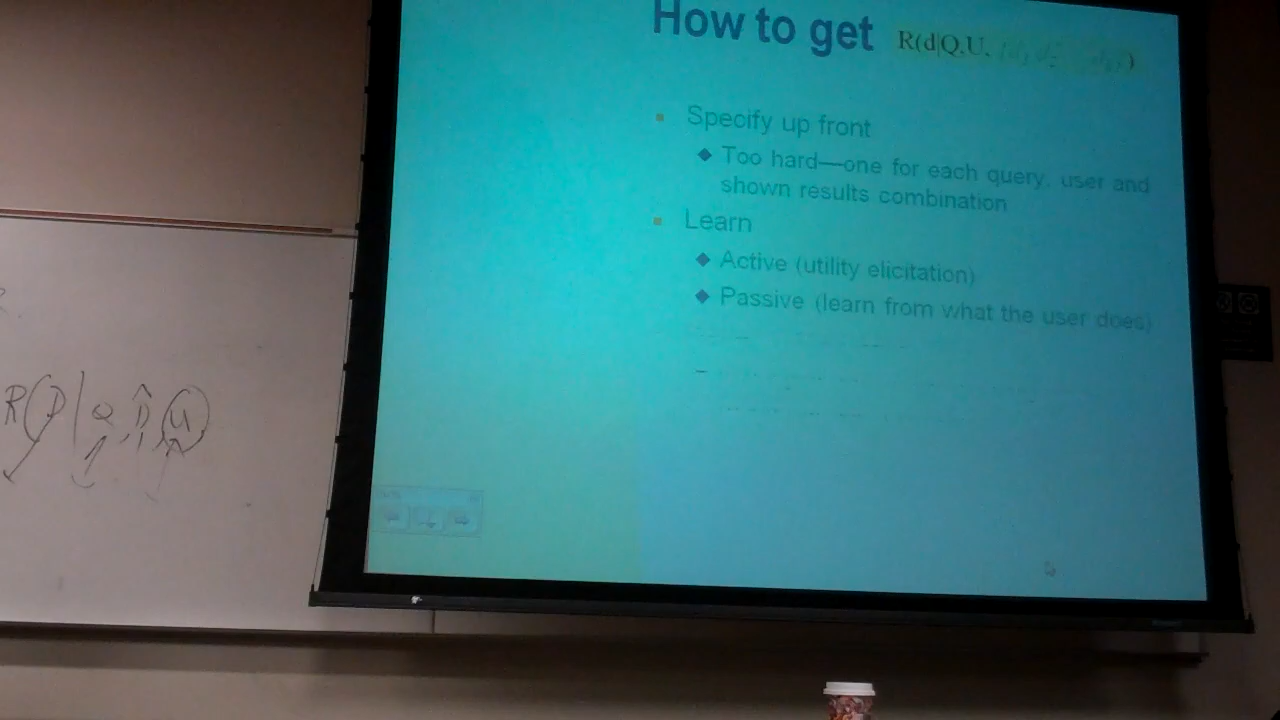 How to get R(d|Q,U,
Specify up front
Too hard—one for each query, user and
shown results combination
Learn
Active (utility elicitation)
Passive (learn from what the user does)
R(D|Q,D̂,U)